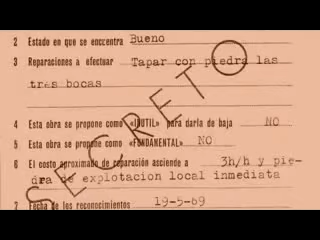 2 Estado en que se encuentra Bueno
3 Reparaciones a efectuar Tapar con piedra las
tres bocas
4 Esta obra se propone como «INUTIL» para darla de baja NO
5 Esta obra se propone como «FUNDAMENTAL» NO
6 El costo aproximado de reparación asciende a 3h/h y pie-
dra de explotacion local inmediata
7 Fecha de los reconocimientos 19-5-69
SECRETO